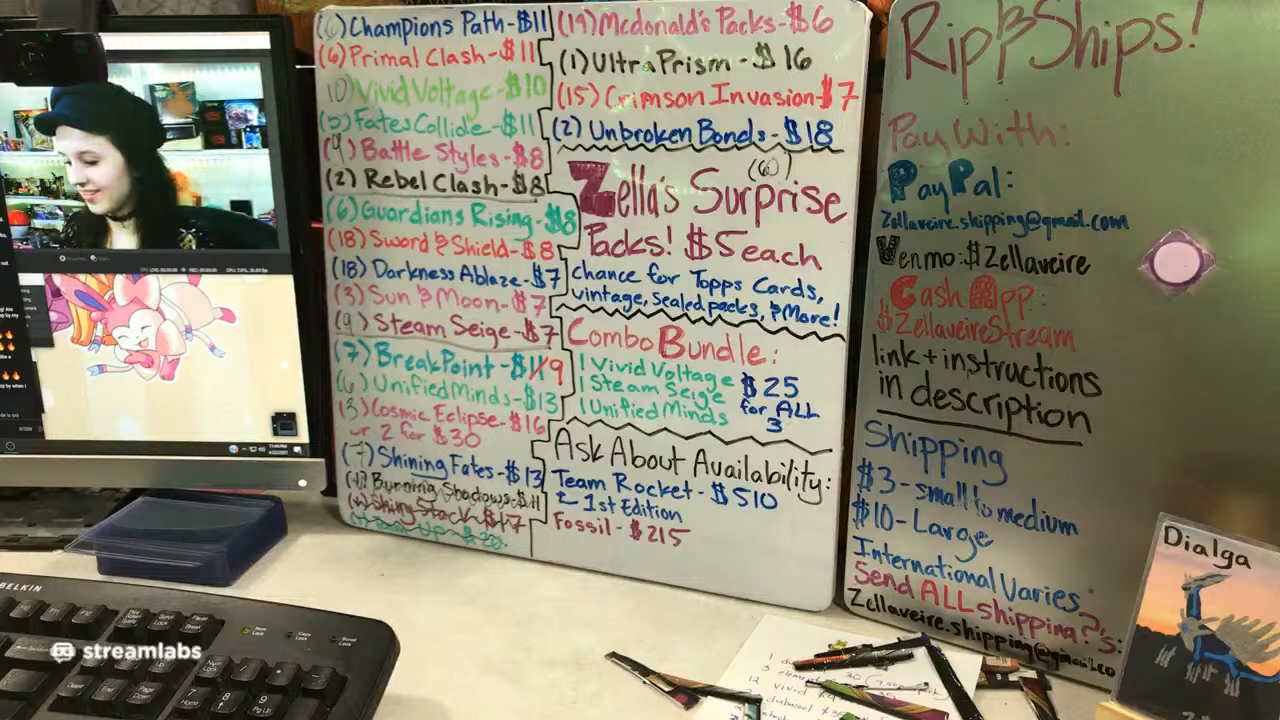 (6) Champions Path-$11
(6) Primal Clash-$11
10) Vivid Voltage-$10
(5) Fates Collide-$11
(9) Battle Styles-$8
(2) Rebel Clash-$8
(6) Guardians Rising-$8
(18) Sword & Shield-$8
(18) Darkness Ablaze-$7
(3) Sun & Moon-$7
(9) Steam Seige-$7
(7) BreakPoint-$11/9
(6) Unified Minds-$13
(3) Cosmic Eclipse-$16
or 2 for $30
(7) Shining Fates-$13
Burning Shadows-$11
(19) McDonald's Packs-$6
(1) Ultra Prism-$16
(15) Crimson Invasion-$7
(2) Unbroken Bonds-$18
(60)
Zella's Surprise
Packs! $5 each
chance for Topps Cards,
vintage, sealed packs, & More!
Combo Bundle:
1 Vivid Voltage
1 Steam Seige
1 Unified Minds
$25
for ALL
3
Ask About Availability:
Team Rocket-$510
2-1st Edition
Fossil-$215
Rip & Ships!
Pay With:
PayPal:
Zellaveire.shipping@gmail.com
Venmo:$Zellaveire
Cash App:
$ZellaveireStream
link + instructions
in description
Shipping
$3-small to medium
$10-Large
International Varies
Send ALL shipping ?'s:
Zellaveire.shipping@gmail.co
Dialga
BELKIN
streamlabs